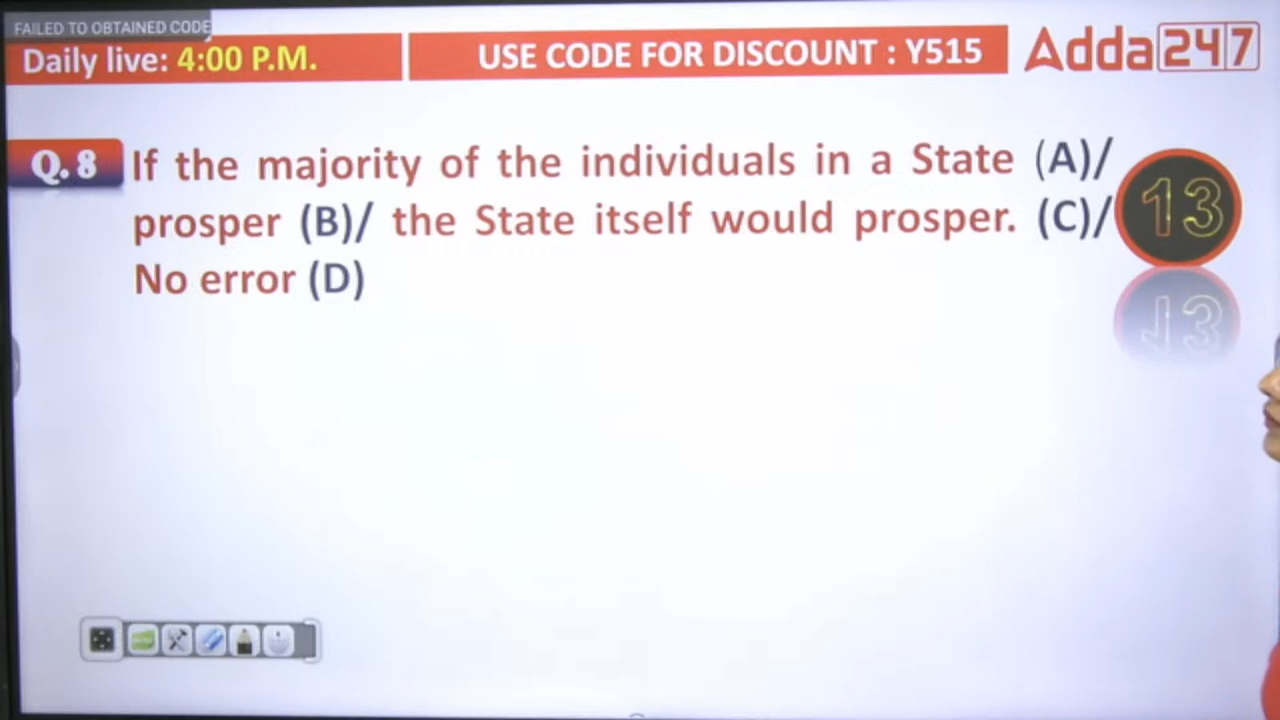 FAILED TO OBTAINED CODE
Daily live: 4:00 P.M.
USE CODE FOR DISCOUNT : Y515
Adda247
Q. 8
If the majority of the individuals in a State (A)/
prosper (B)/ the State itself would prosper. (C)/
No error (D)
13